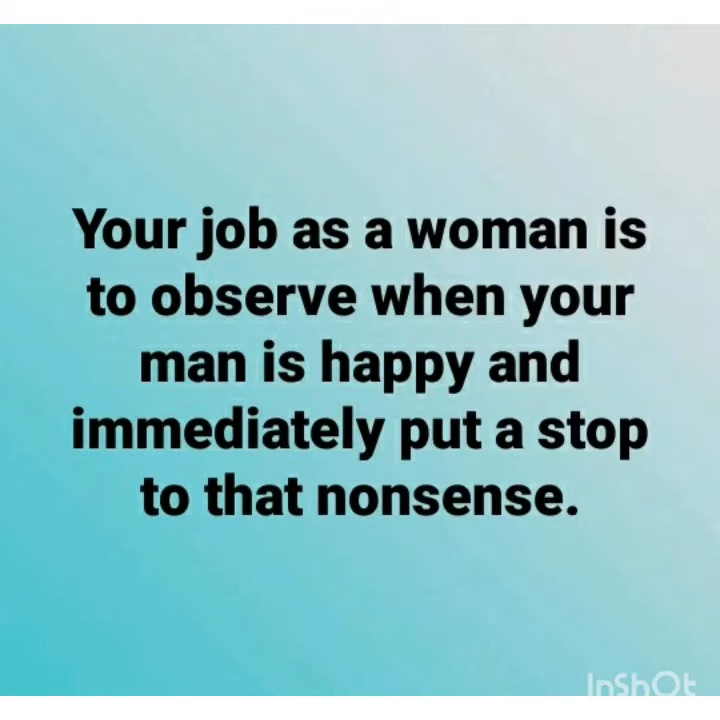 Your job as a woman is
to observe when your
man is happy and
immediately put a stop
to that nonsense.
InShOt